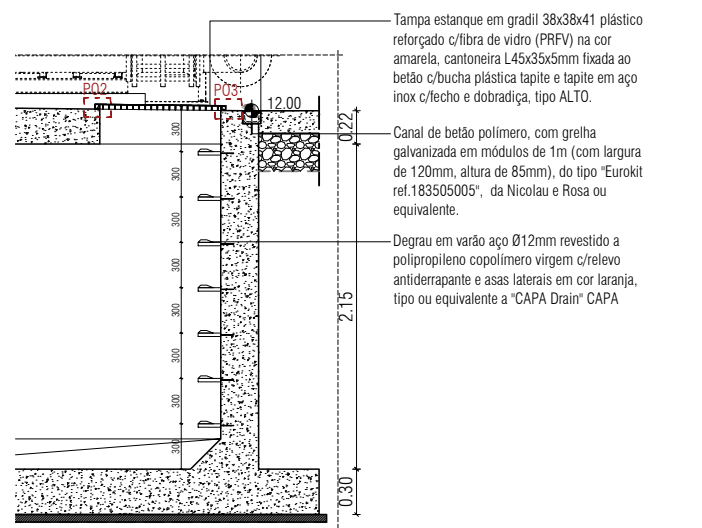 Tampa estanque em gradil 38x38x41 plástico
reforçado c/fibra de vidro (PRFV) na cor
amarela, cantoneira L45x35x5mm fixada ao
betão c/bucha plástica tapite e tapite em aço
inox c/fecho e dobradiça, tipo ALTO.
P02
P03
12.00
0.22
Canal de betão polímero, com grelha
galvanizada em módulos de 1m (com largura
de 120mm, altura de 85mm), do tipo "Eurokit
ref.183505005",  da Nicolau e Rosa ou
equivalente.
Degrau em varão aço Ø12mm revestido a
polipropileno copolímero virgem c/relevo
antiderrapante e asas laterais em cor laranja,
tipo ou equivalente a "CAPA Drain" CAPA
300
300
300
300
300
300
300
300
2.15
0.30